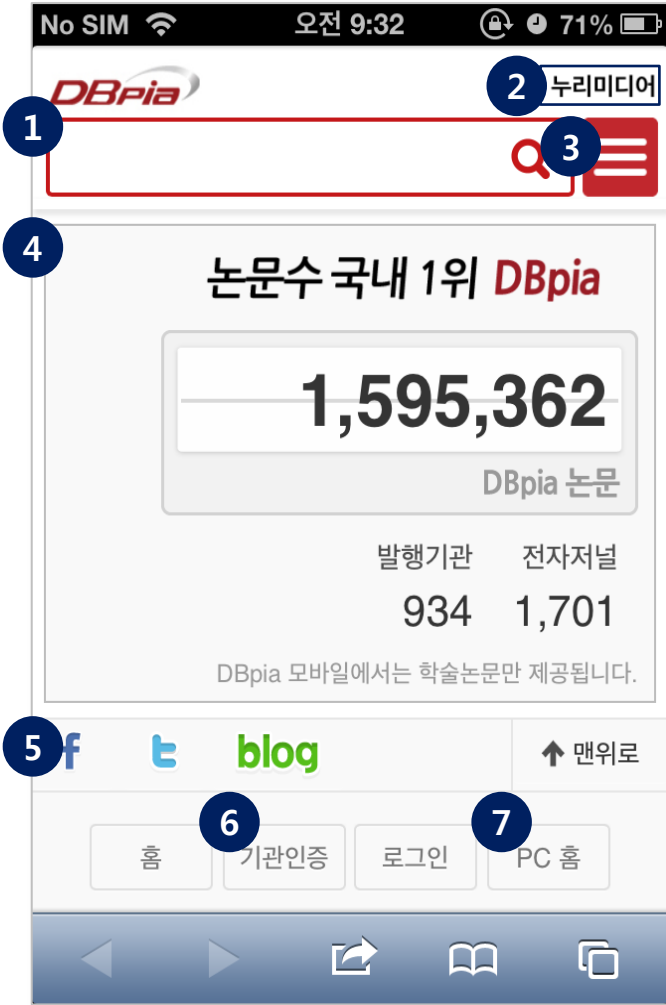 No SIM 오전 9:32 71%
DBpia 2 누리미디어
1 3
4
논문수 국내 1위 DBpia
1,595,362
DBpia 논문
발행기관 전자저널
934 1,701
DBpia 모바일에서는 학술논문만 제공됩니다.
5 f t blog 맨위로
6 7
홈 기관인증 로그인 PC 홈